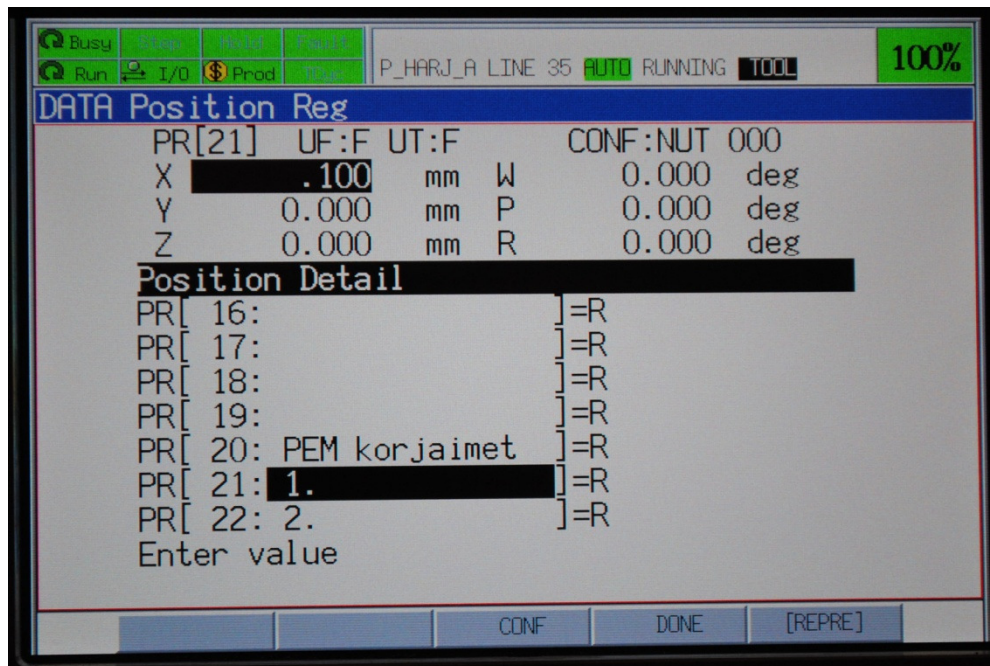 Busy Step Hold Fault
Run I/O Prod
P_HARJ_A LINE 35 AUTO RUNNING TOOL
100%
DATA Position Reg
PR[21] UF:F UT:F CONF:NUT 000
X .100 mm W 0.000 deg
Y 0.000 mm P 0.000 deg
Z 0.000 mm R 0.000 deg
Position Detail
PR[ 16: ]=R
PR[ 17: ]=R
PR[ 18: ]=R
PR[ 19: ]=R
PR[ 20: PEM korjaimet ]=R
PR[ 21: 1. ]=R
PR[ 22: 2. ]=R
Enter value
CONF DONE [REPRE]